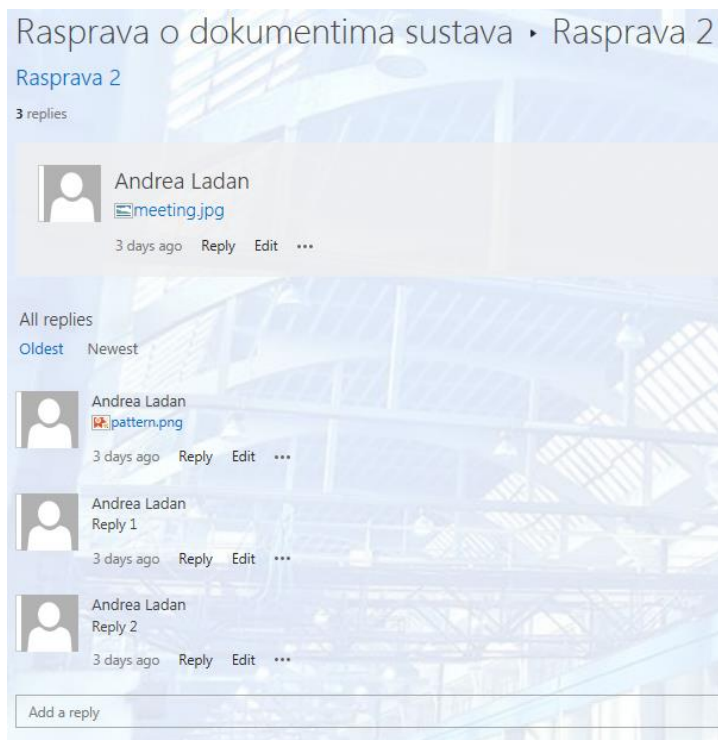 Rasprava o dokumentima sustava ▸ Rasprava 2
Rasprava 2
3 replies
Andrea Ladan
meeting.jpg
3 days ago Reply Edit •••
All replies
Oldest Newest
Andrea Ladan
pattern.png
3 days ago Reply Edit •••
Andrea Ladan
Reply 1
3 days ago Reply Edit •••
Andrea Ladan
Reply 2
3 days ago Reply Edit •••
Add a reply